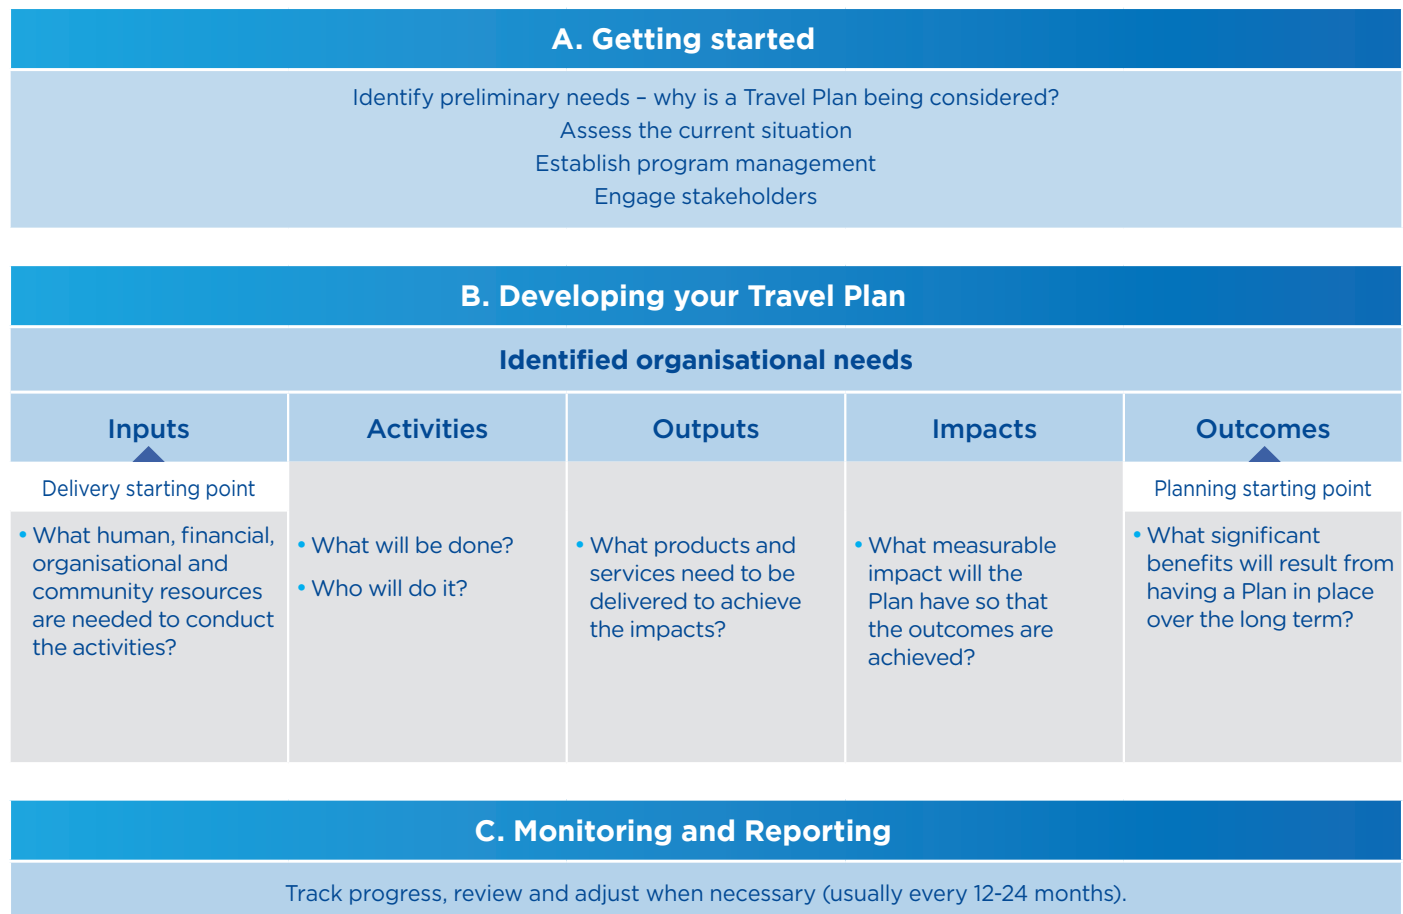 A. Getting started
Identify preliminary needs – why is a Travel Plan being considered?
Assess the current situation
Establish program management
Engage stakeholders
B. Developing your Travel Plan
Identified organisational needs
Inputs
Delivery starting point
• What human, financial,
organisational and
community resources
are needed to conduct
the activities?
Activities
• What will be done?
• Who will do it?
Outputs
• What products and
services need to be
delivered to achieve
the impacts?
Impacts
• What measurable
impact will the
Plan have so that
the outcomes are
achieved?
Outcomes
Planning starting point
• What significant
benefits will result from
having a Plan in place
over the long term?
C. Monitoring and Reporting
Track progress, review and adjust when necessary (usually every 12-24 months).